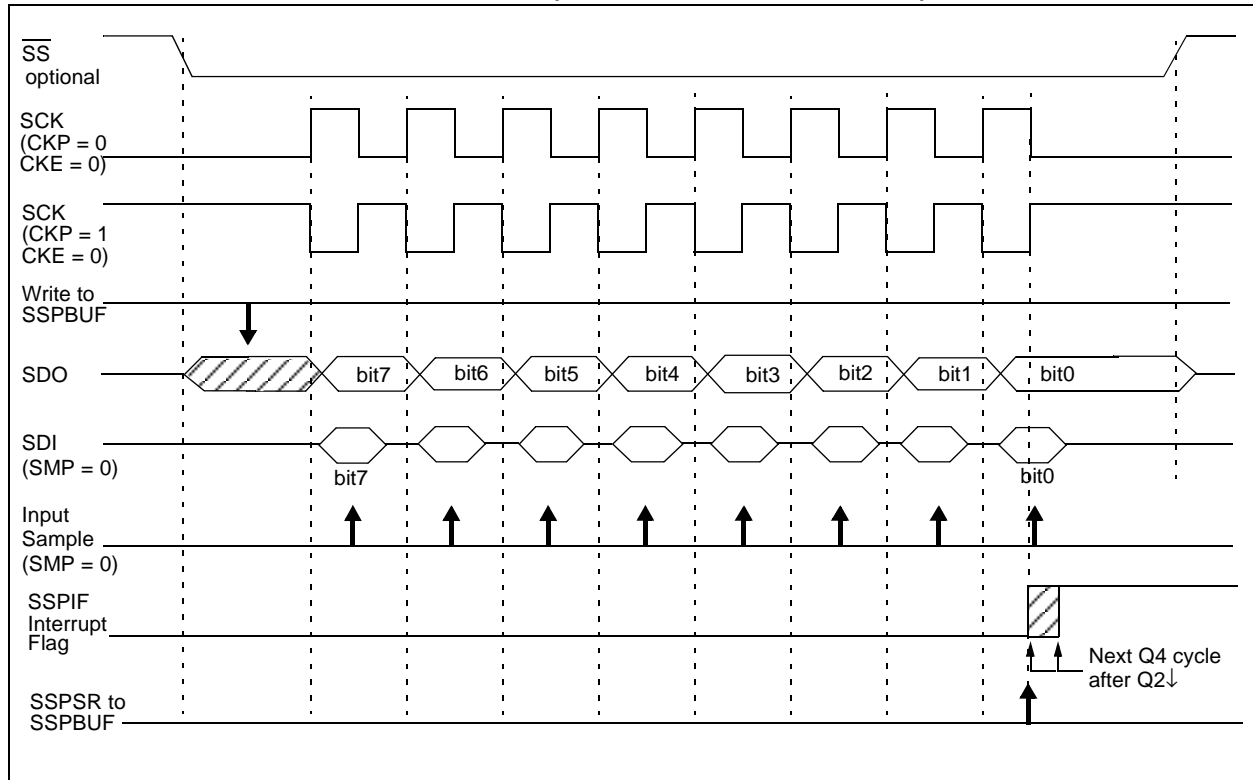 SS
optional
SCK
(CKP = 0
CKE = 0)
SCK
(CKP = 1
CKE = 0)
Write to
SSPBUF
SDO
bit7 bit6 bit5 bit4 bit3 bit2 bit1 bit0
SDI
(SMP = 0)
bit7 bit0
Input
Sample
(SMP = 0)
SSPIF
Interrupt
Flag
Next Q4 cycle
after Q2↓
SSPSR to
SSPBUF